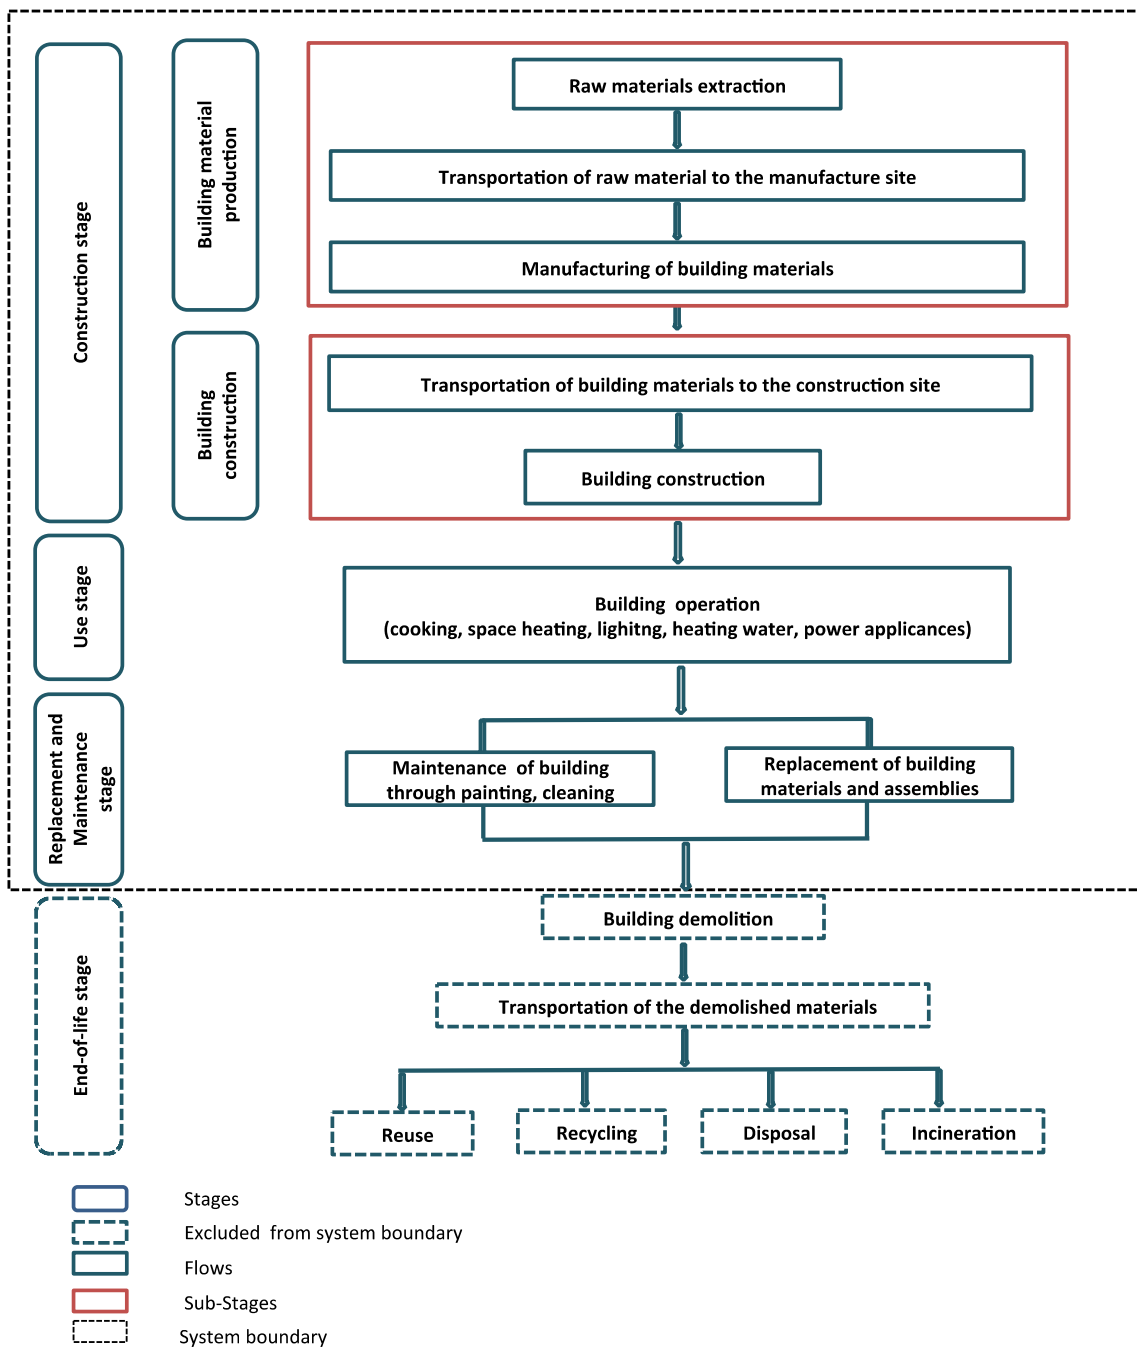 Construction stage
Building material
production
Raw materials extraction
Transportation of raw material to the manufacture site
Manufacturing of building materials
Building
construction
Transportation of building materials to the construction site
Building construction
Use stage
Building operation
(cooking, space heating, lighitng, heating water, power applicances)
Replacement and
Maintenance
stage
Maintenance of building
through painting, cleaning
Replacement of building
materials and assemblies
End-of-life stage
Building demolition
Transportation of the demolished materials
Reuse
Recycling
Disposal
Incineration
Stages
Excluded from system boundary
Flows
Sub-Stages
System boundary